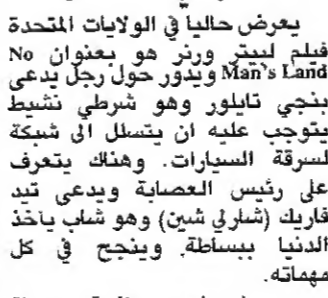 يعرض حالياً في الولايات المتحدة
فيلم لبيتر ورنر هو بعنوان No
Man's Land ويدور حول رجل يدعى
بنجي تايلور وهو شرطي نشيط
يتوجب عليه ان يتسلل الى شبكة
لسرقة السيارات. وهناك يتعرف
على رئيس العصابة ويدعى تيد
فاريك (شارلي شين) وهو شاب ياخذ
الدنيا ببساطة, وينجح في كل
مهماته.